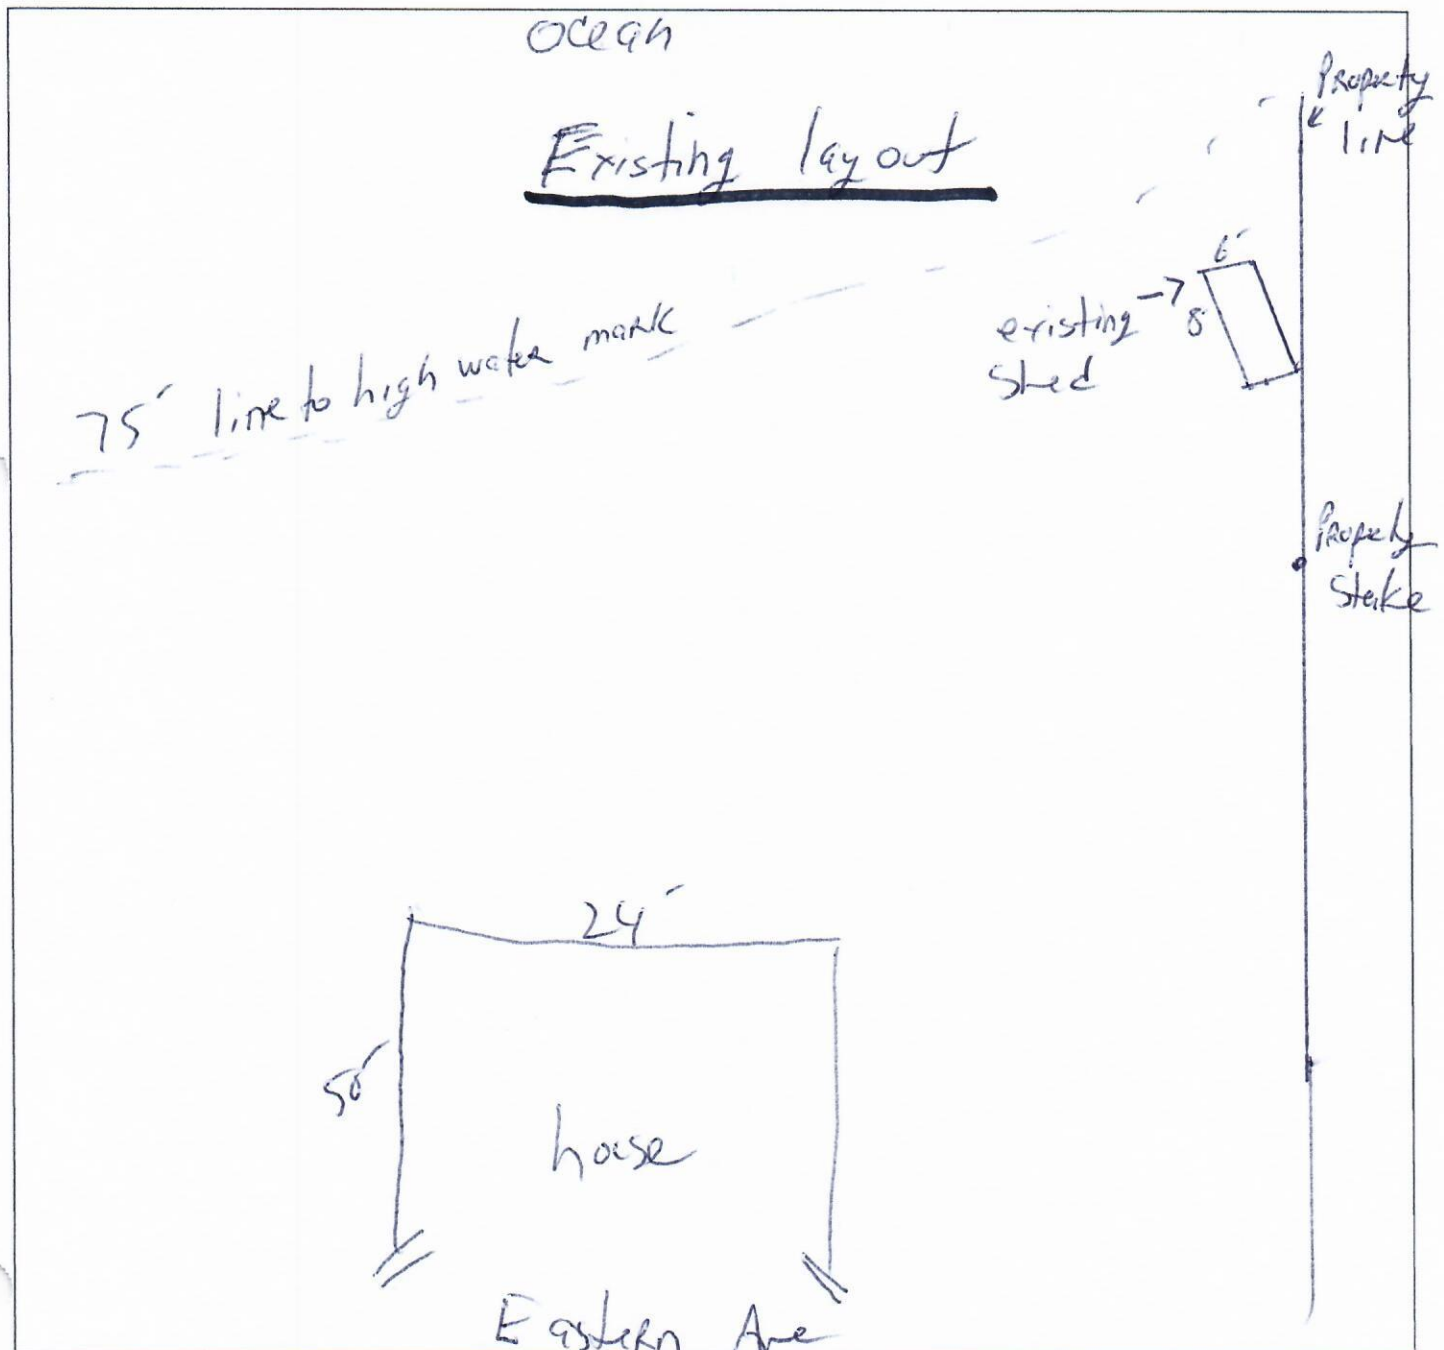 Ocean
Existing layout
Property
line
6'
existing → 8
shed
75' line to high water mark
Property
stake
24'
50'
house
Eastern Ave